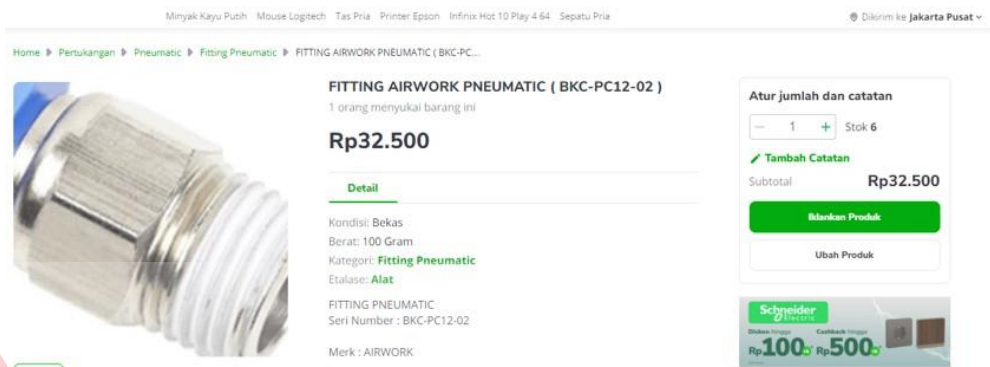 Minyak Kayu Putih Mouse Logitech Tas Pria Printer Epson Infinix Hot 10 Play 4 64 Sepatu Pria
Dikirim ke Jakarta Pusat
Home Pertukangan Pneumatic Fitting Pneumatic FITTING AIRWORK PNEUMATIC ( BKC-PC...
FITTING AIRWORK PNEUMATIC ( BKC-PC12-02 )
1 orang menyukai barang ini
Rp32.500
Detail
Kondisi: Bekas
Berat: 100 Gram
Kategori: Fitting Pneumatic
Etalase: Alat
FITTING PNEUMATIC
Seri Number : BKC-PC12-02
Merk : AIRWORK
Atur jumlah dan catatan
1 Stok 6
Tambah Catatan
Subtotal Rp32.500
Iklankan Produk
Ubah Produk
Schneider
Electric
Diskon hingga Cashback hingga
Rp100 Rp500